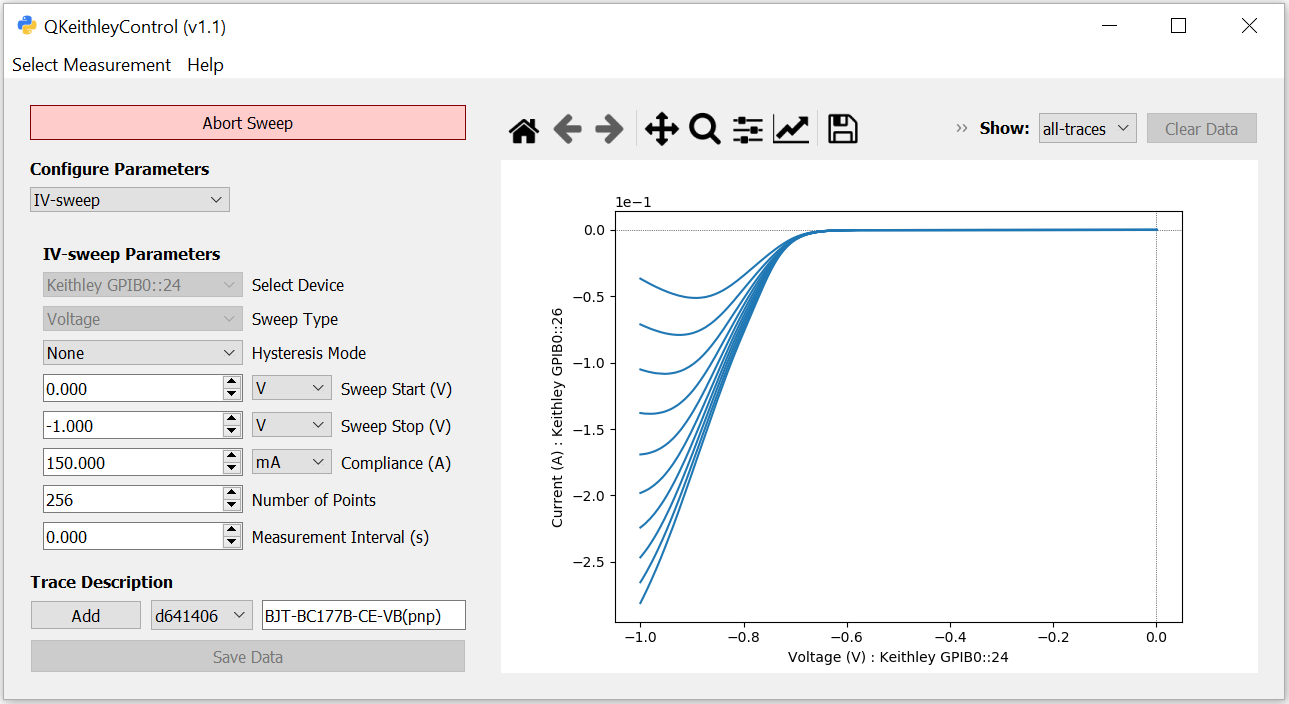 QKeithleyControl (v1.1)
Select Measurement Help
Abort Sweep
Configure Parameters
IV-sweep
IV-sweep Parameters
Keithley GPIB0::24 Select Device
Voltage Sweep Type
None Hysteresis Mode
0.000 V Sweep Start (V)
-1.000 V Sweep Stop (V)
150.000 mA Compliance (A)
256 Number of Points
0.000 Measurement Interval (s)
Trace Description
Add d641406 BJT-BC177B-CE-VB(pnp)
Save Data
Show: all-traces Clear Data
1e−1
0.0
−0.5
−1.0
−1.5
−2.0
−2.5
Current (A) : Keithley GPIB0::26
−1.0 −0.8 −0.6 −0.4 −0.2 0.0
Voltage (V) : Keithley GPIB0::24